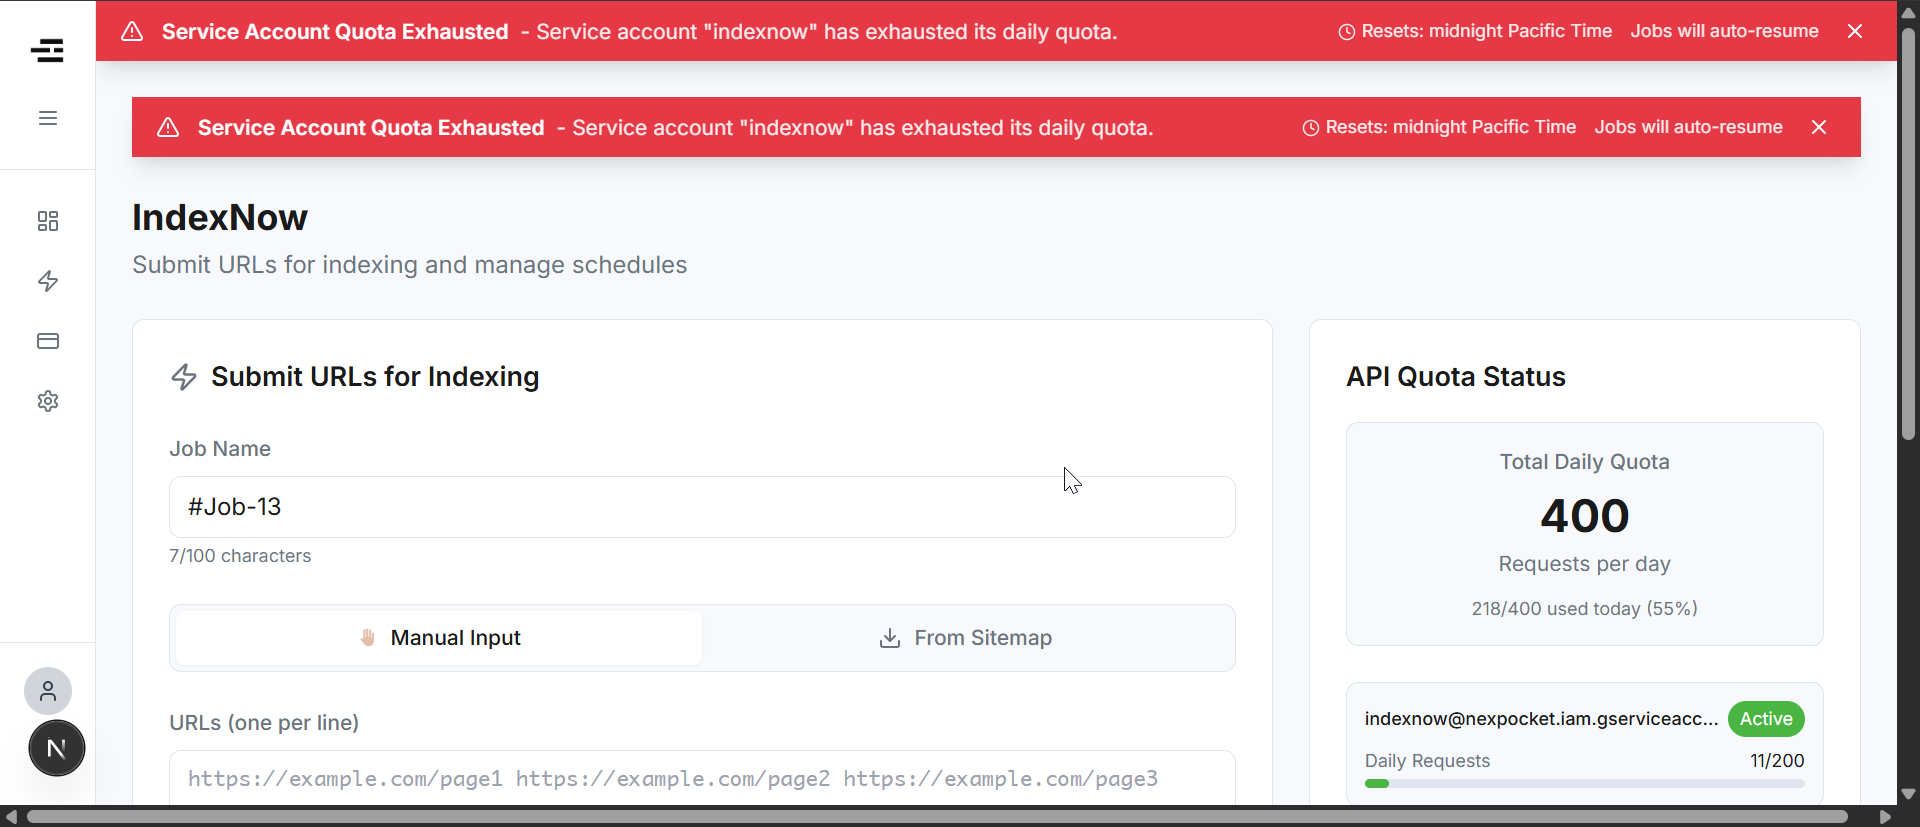 Service Account Quota Exhausted - Service account "indexnow" has exhausted its daily quota. Resets: midnight Pacific Time Jobs will auto-resume
Service Account Quota Exhausted - Service account "indexnow" has exhausted its daily quota. Resets: midnight Pacific Time Jobs will auto-resume
IndexNow
Submit URLs for indexing and manage schedules
Submit URLs for Indexing
Job Name
#Job-13
7/100 characters
Manual Input
From Sitemap
URLs (one per line)
https://example.com/page1 https://example.com/page2 https://example.com/page3
API Quota Status
Total Daily Quota
400
Requests per day
218/400 used today (55%)
indexnow@nexpocket.iam.gserviceacc... Active
Daily Requests 11/200
N